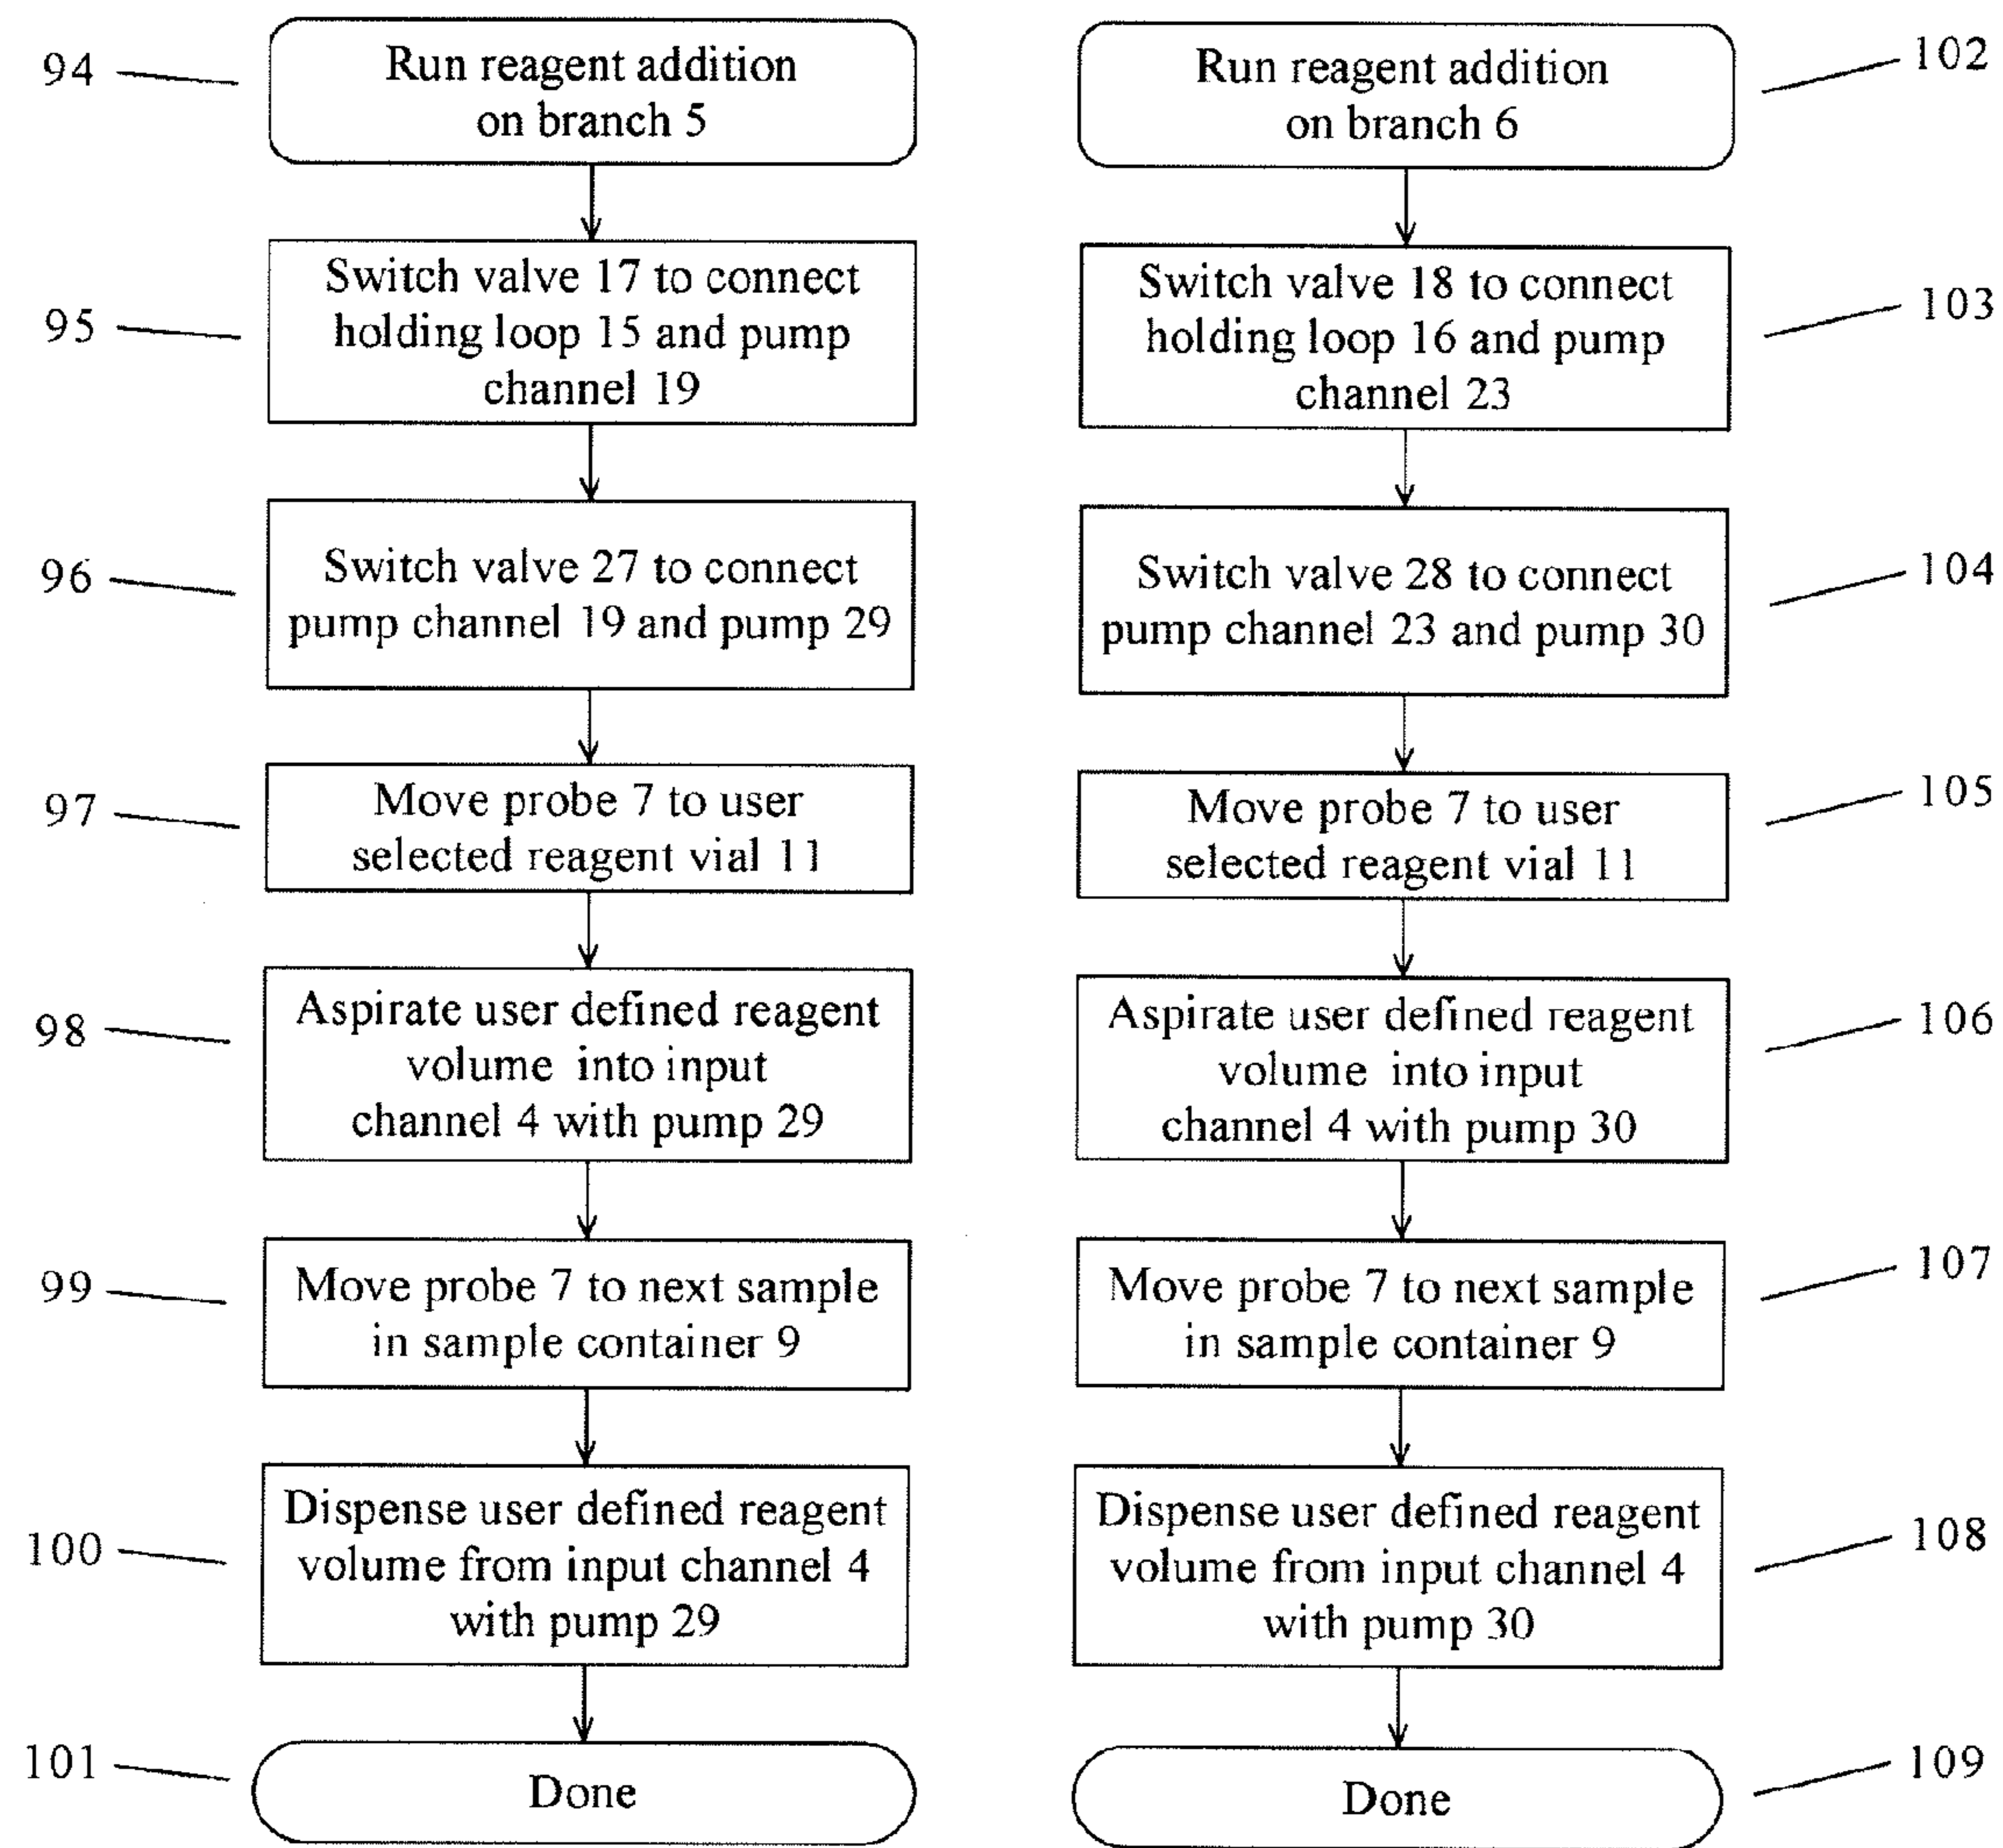 94
Run reagent addition
on branch 5
95
Switch valve 17 to connect
holding loop 15 and pump
channel 19
96
Switch valve 27 to connect
pump channel 19 and pump 29
97
Move probe 7 to user
selected reagent vial 11
98
Aspirate user defined reagent
volume into input
channel 4 with pump 29
99
Move probe 7 to next sample
in sample container 9
100
Dispense user defined reagent
volume from input channel 4
with pump 29
101
Done
Run reagent addition
on branch 6
102
Switch valve 18 to connect
holding loop 16 and pump
channel 23
103
Switch valve 28 to connect
pump channel 23 and pump 30
104
Move probe 7 to user
selected reagent vial 11
105
Aspirate user defined reagent
volume into input
channel 4 with pump 30
106
Move probe 7 to next sample
in sample container 9
107
Dispense user defined reagent
volume from input channel 4
with pump 30
108
Done
109